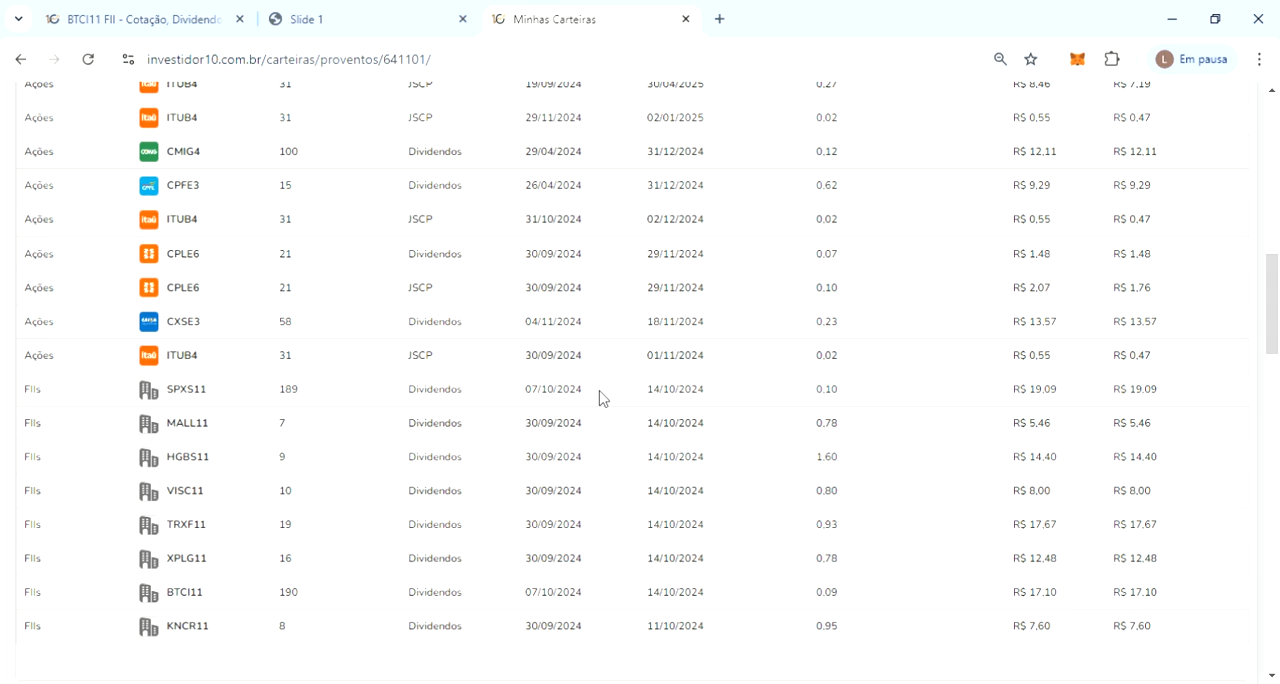 BTCI11 FII - Cotação, Dividendo
Slide 1
Minhas Carteiras
investidor10.com.br/carteiras/proventos/641101/
L Em pausa
Ações ITUB4 31 JSCP 19/09/2024 30/04/2025 0,27 R$ 8,46 R$ 7,19
Ações itaú ITUB4 31 JSCP 29/11/2024 02/01/2025 0,02 R$ 0,55 R$ 0,47
Ações CMIG4 100 Dividendos 29/04/2024 31/12/2024 0,12 R$ 12,11 R$ 12,11
Ações CPFE3 15 Dividendos 26/04/2024 31/12/2024 0,62 R$ 9,29 R$ 9,29
Ações itaú ITUB4 31 JSCP 31/10/2024 02/12/2024 0,02 R$ 0,55 R$ 0,47
Ações CPLE6 21 Dividendos 30/09/2024 29/11/2024 0,07 R$ 1,48 R$ 1,48
Ações CPLE6 21 JSCP 30/09/2024 29/11/2024 0,10 R$ 2,07 R$ 1,76
Ações CXSE3 58 Dividendos 04/11/2024 18/11/2024 0,23 R$ 13,57 R$ 13,57
Ações itaú ITUB4 31 JSCP 30/09/2024 01/11/2024 0,02 R$ 0,55 R$ 0,47
FIIs SPXS11 189 Dividendos 07/10/2024 14/10/2024 0,10 R$ 19,09 R$ 19,09
FIIs MALL11 7 Dividendos 30/09/2024 14/10/2024 0,78 R$ 5,46 R$ 5,46
FIIs HGBS11 9 Dividendos 30/09/2024 14/10/2024 1,60 R$ 14,40 R$ 14,40
FIIs VISC11 10 Dividendos 30/09/2024 14/10/2024 0,80 R$ 8,00 R$ 8,00
FIIs TRXF11 19 Dividendos 30/09/2024 14/10/2024 0,93 R$ 17,67 R$ 17,67
FIIs XPLG11 16 Dividendos 30/09/2024 14/10/2024 0,78 R$ 12,48 R$ 12,48
FIIs BTCI11 190 Dividendos 07/10/2024 14/10/2024 0,09 R$ 17,10 R$ 17,10
FIIs KNCR11 8 Dividendos 30/09/2024 11/10/2024 0,95 R$ 7,60 R$ 7,60